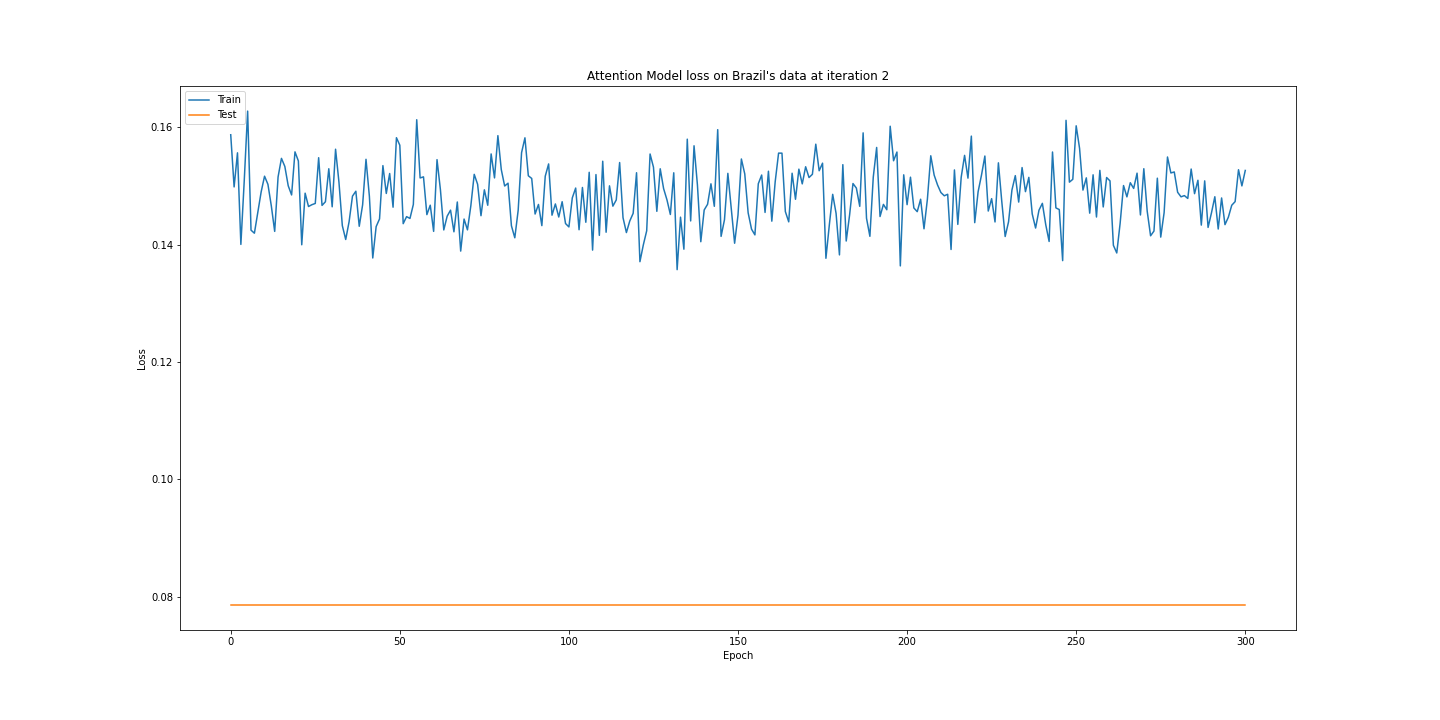 Attention Model loss on Brazil's data at iteration 2
Train
Test
0.16
0.14
0.12
0.10
0.08
Loss
0 50 100 150 200 250 300
Epoch